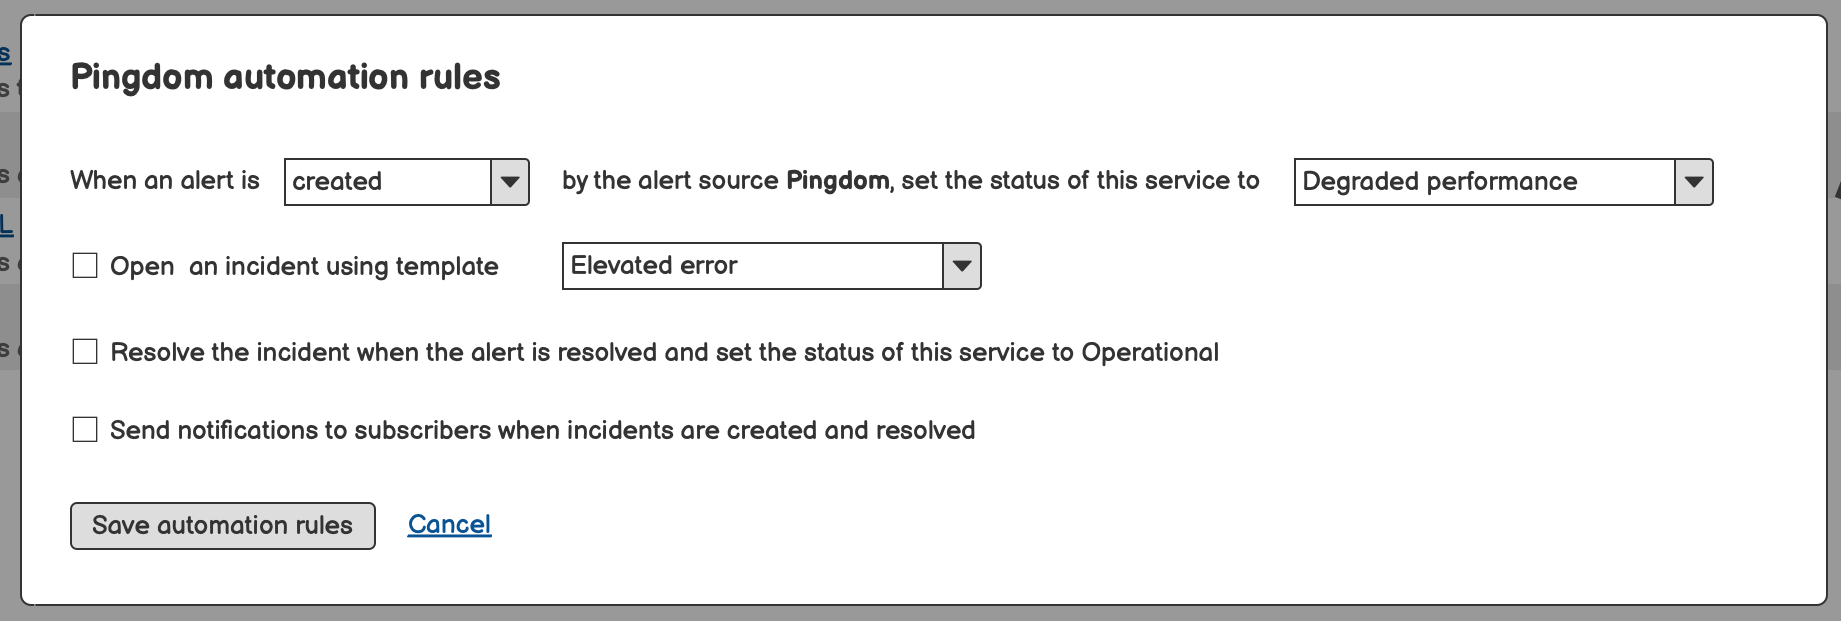 Pingdom automation rules
When an alert is created by the alert source Pingdom, set the status of this service to Degraded performance
Open an incident using template Elevated error
Resolve the incident when the alert is resolved and set the status of this service to Operational
Send notifications to subscribers when incidents are created and resolved
Save automation rules Cancel